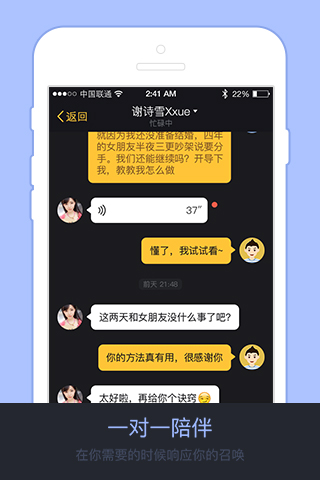 中国联通 2:41 AM 22%
返回 谢诗雪Xxue
忙碌中
就因为我还没准备结婚，四年
的女朋友半夜三更吵架说要分
手。我们还能继续吗？开导下
我，教教我怎么做
37"
懂了，我试试看~
前天 21:48
这两天和女朋友没什么事了吧?
你的方法真有用，很感谢你
太好啦，再给你个诀窍
一对一陪伴
在你需要的时候响应你的召唤